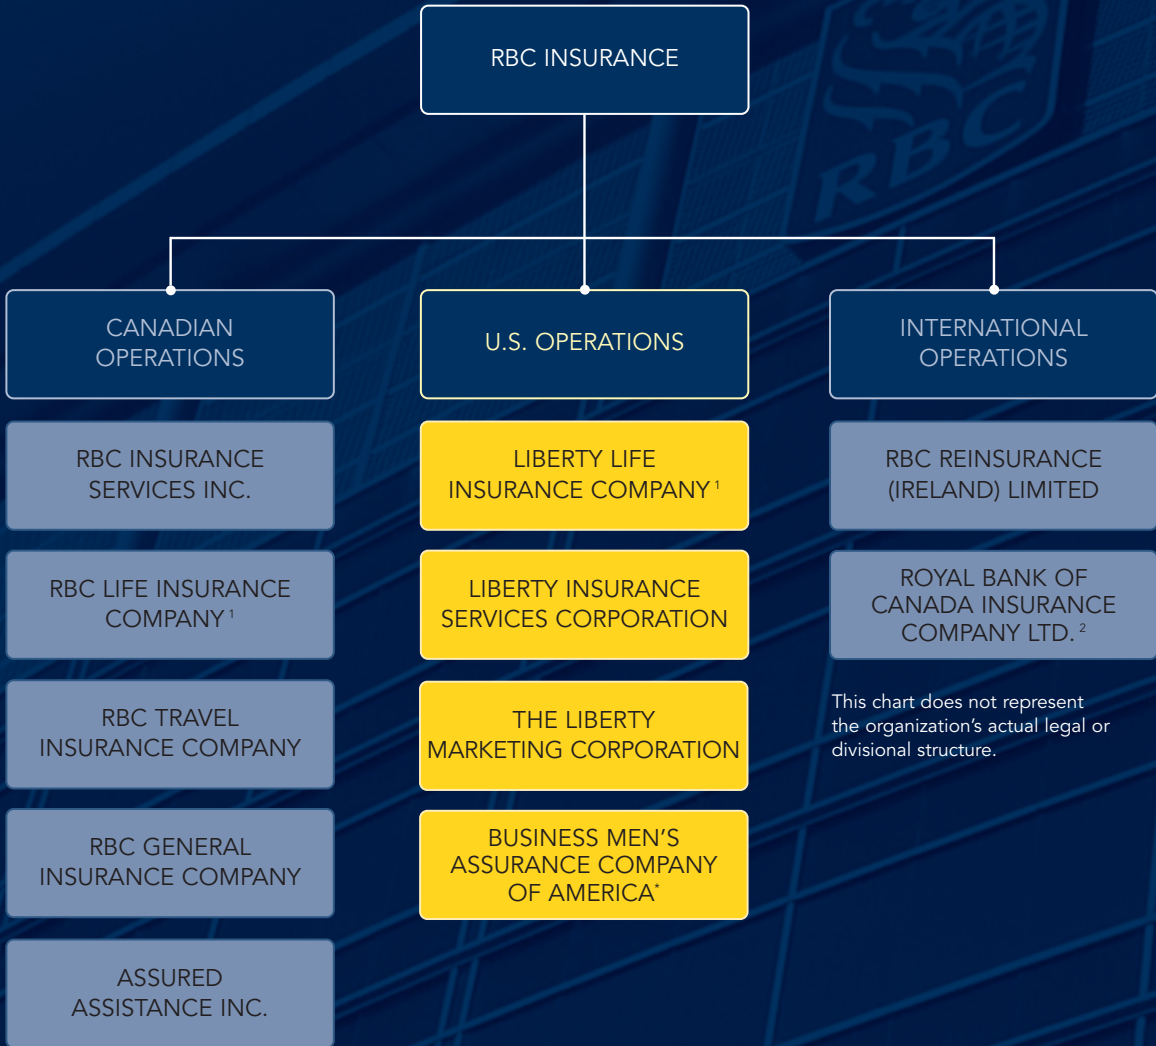 RBC
RBC INSURANCE
CANADIAN
OPERATIONS
RBC INSURANCE
SERVICES INC.
RBC LIFE INSURANCE
COMPANY ¹
RBC TRAVEL
INSURANCE COMPANY
RBC GENERAL
INSURANCE COMPANY
ASSURED
ASSISTANCE INC.
U.S. OPERATIONS
LIBERTY LIFE
INSURANCE COMPANY ¹
LIBERTY INSURANCE
SERVICES CORPORATION
THE LIBERTY
MARKETING CORPORATION
BUSINESS MEN’S
ASSURANCE COMPANY
OF AMERICA*
INTERNATIONAL
OPERATIONS
RBC REINSURANCE
(IRELAND) LIMITED
ROYAL BANK OF
CANADA INSURANCE
COMPANY LTD. ²
This chart does not represent
the organization’s actual legal or
divisional structure.